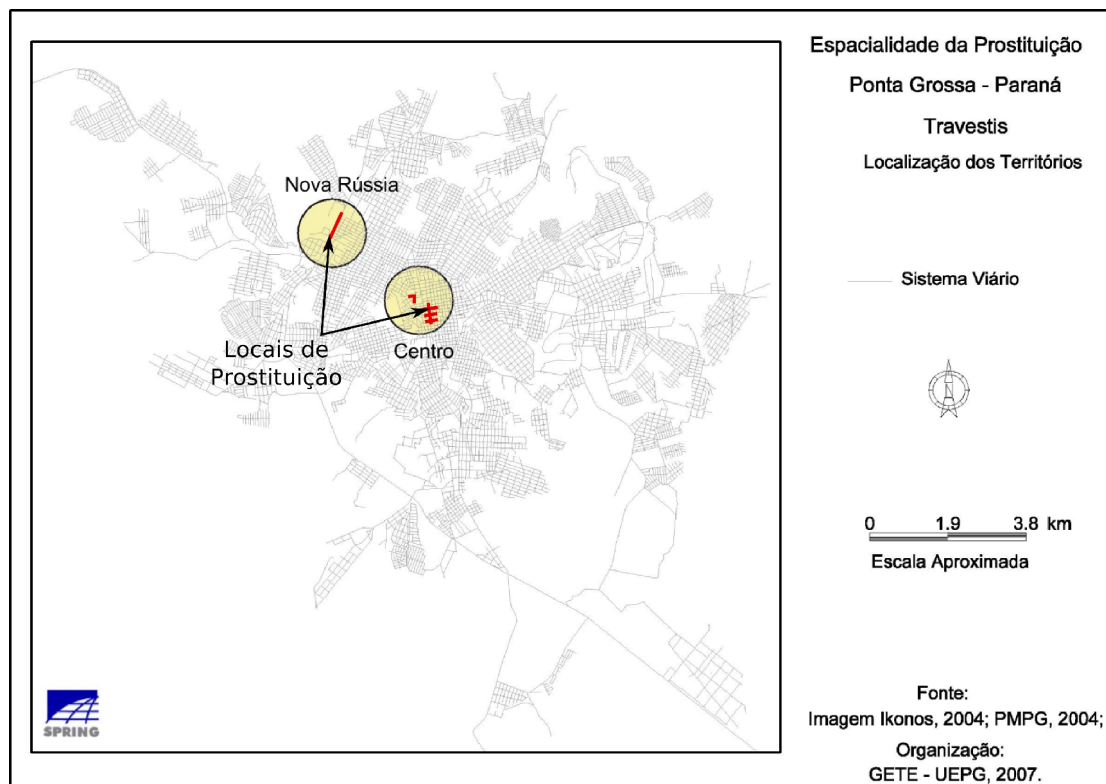 Espacialidade da Prostituição
Ponta Grossa - Paraná
Travestis
Localização dos Territórios
Nova Rússia
Sistema Viário
Locais de
Prostituição
Centro
N
0 1.9 3.8 km
Escala Aproximada
SPRING
Fonte:
Imagem Ikonos, 2004; PMPG, 2004;
Organização:
GETE - UEPG, 2007.